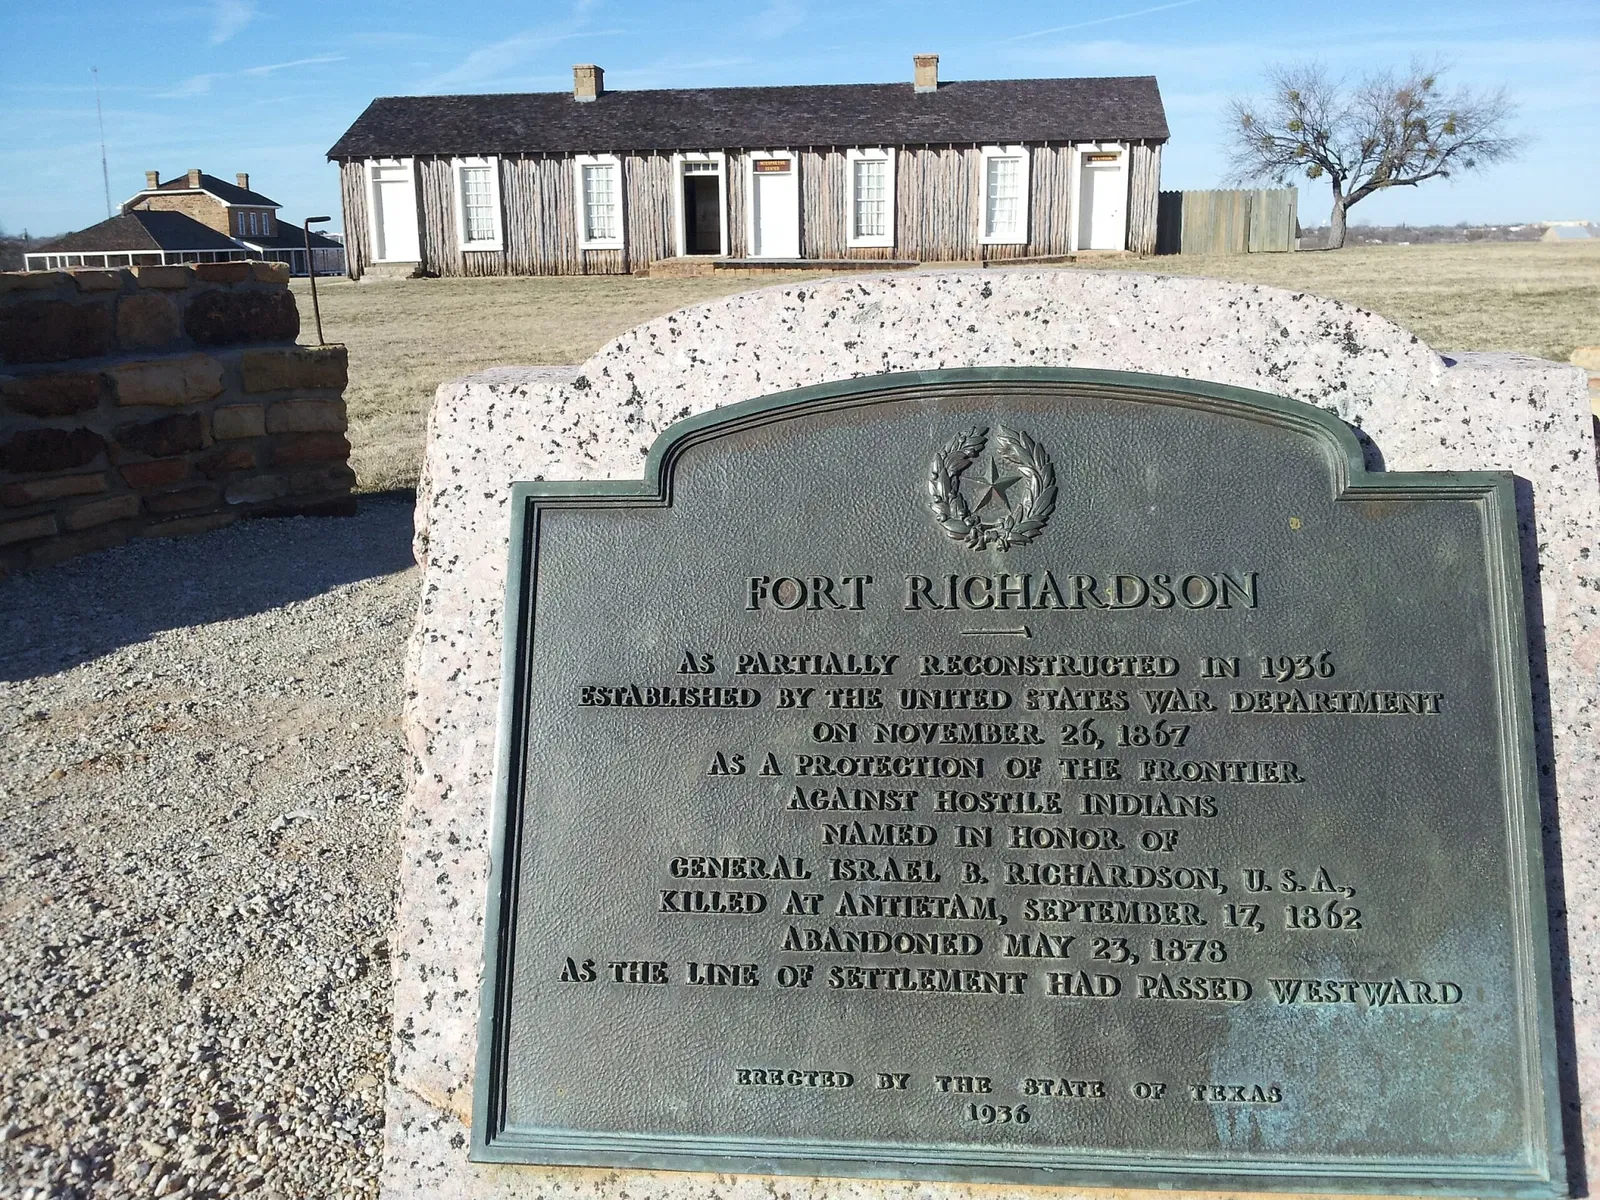 INTERPRETIVE
CENTER
FORT RICHARDSON
AS PARTIALLY RECONSTRUCTED IN 1936
ESTABLISHED BY THE UNITED STATES WAR DEPARTMENT
ON NOVEMBER 26, 1867
AS A PROTECTION OF THE FRONTIER
AGAINST HOSTILE INDIANS
NAMED IN HONOR OF
GENERAL ISRAEL B. RICHARDSON, U.S.A.,
KILLED AT ANTIETAM, SEPTEMBER 17, 1862
ABANDONED MAY 23, 1878
AS THE LINE OF SETTLEMENT HAD PASSED WESTWARD
ERECTED BY THE STATE OF TEXAS
1936